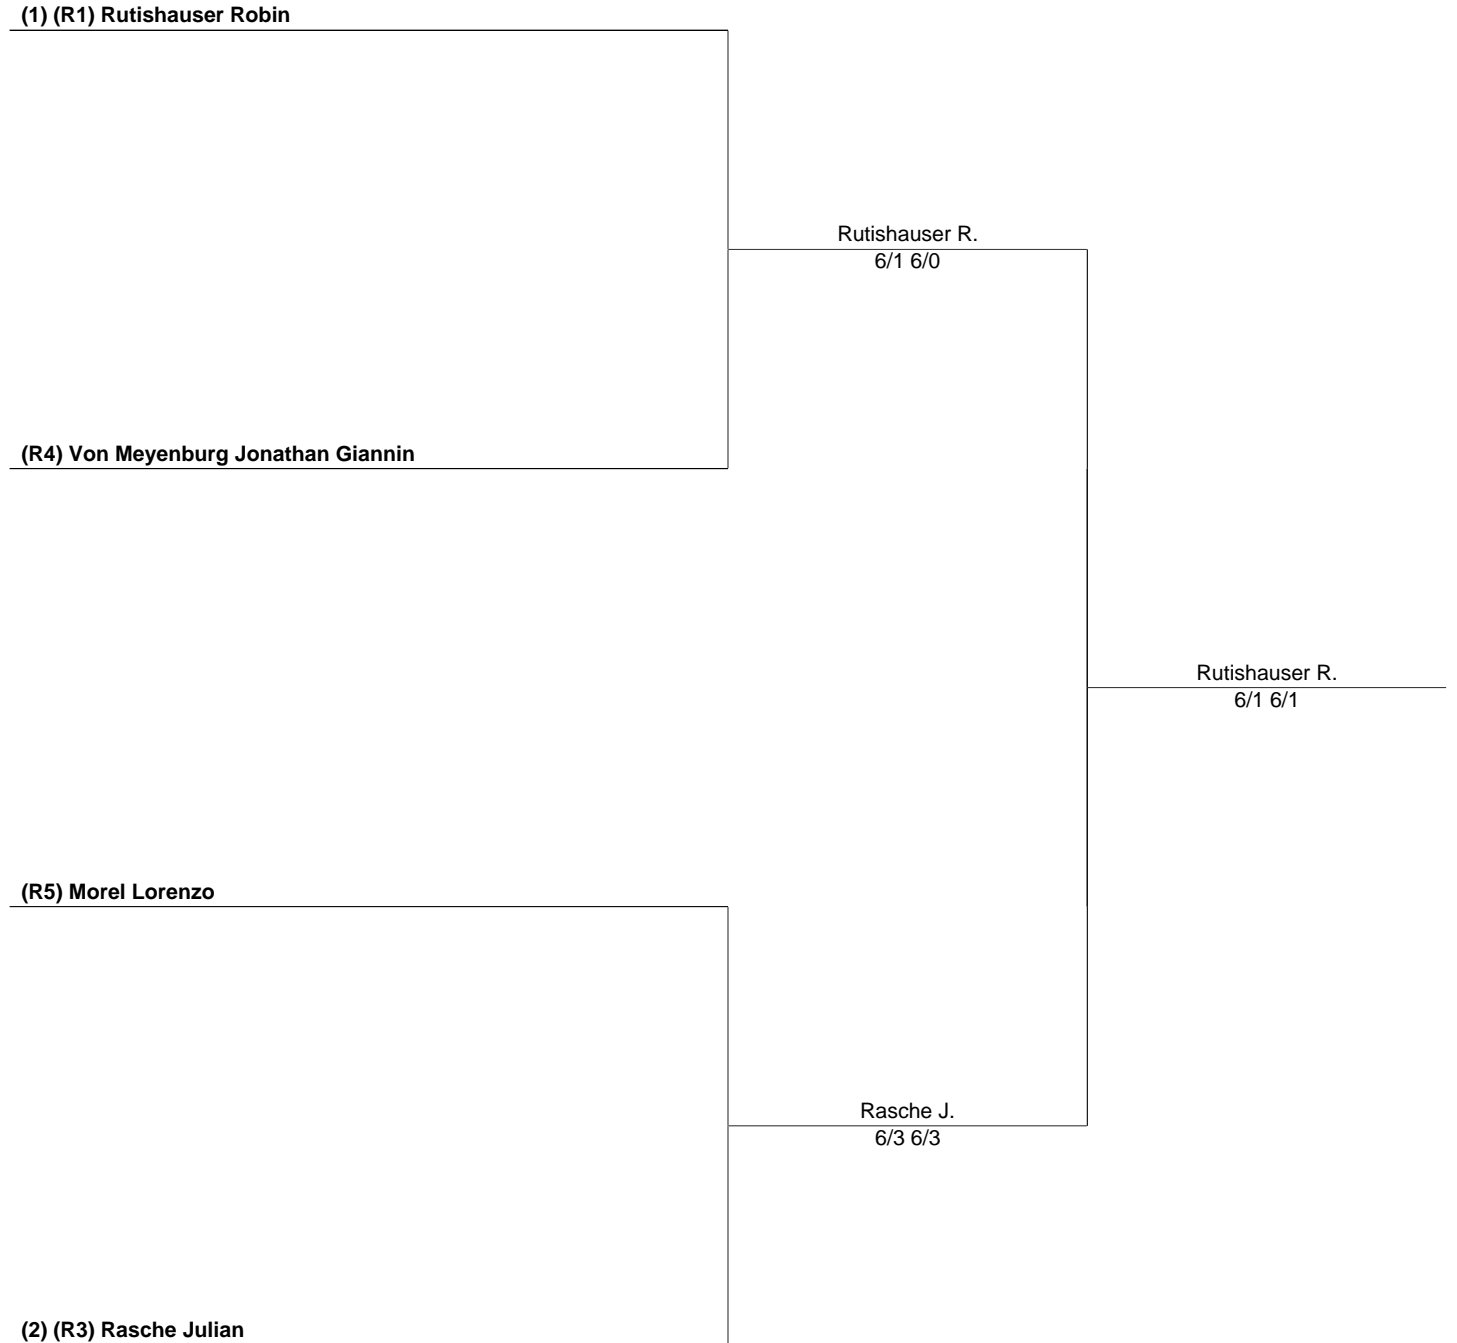 (1) (R1) Rutishauser Robin
Rutishauser R.
6/1 6/0
(R4) Von Meyenburg Jonathan Giannin
Rutishauser R.
6/1 6/1
(R5) Morel Lorenzo
Rasche J.
6/3 6/3
(2) (R3) Rasche Julian